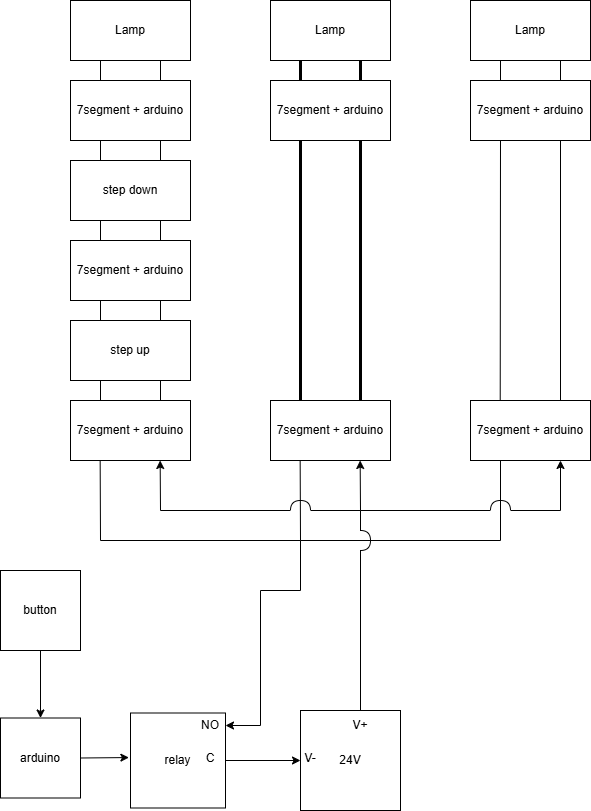 Lamp
Lamp
Lamp
7segment + arduino
7segment + arduino
7segment + arduino
step down
7segment + arduino
step up
7segment + arduino
7segment + arduino
7segment + arduino
button
NO
V+
arduino
relay
C
V-
24V